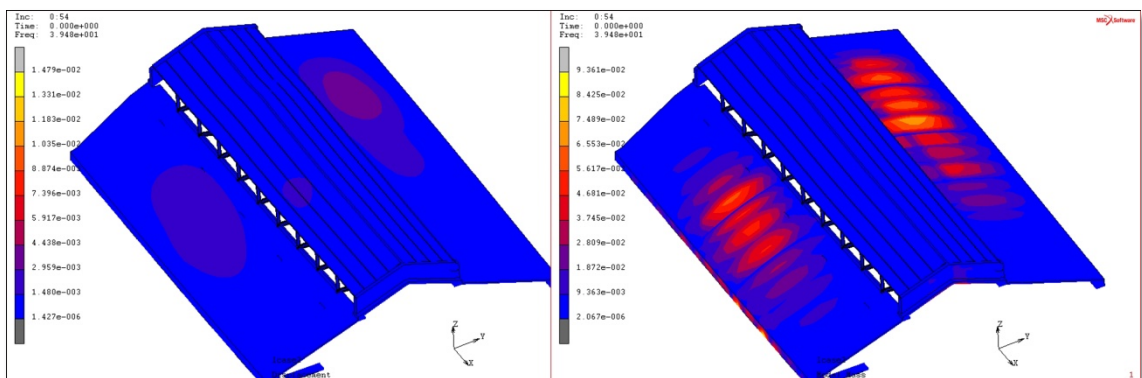 Inc: 0:54
Time: 0.000e+000
Freq: 3.948e+001
1.479e-002
1.331e-002
1.183e-002
1.035e-002
8.874e-003
7.396e-003
5.917e-003
4.438e-003
2.959e-003
1.480e-003
1.427e-006
Z
Y
X
Inc: 0:54
Time: 0.000e+000
Freq: 3.948e+001
MSC Software
9.361e-002
8.425e-002
7.489e-002
6.553e-002
5.617e-002
4.681e-002
3.745e-002
2.809e-002
1.872e-002
9.363e-003
2.067e-006
Z
Y
X
1